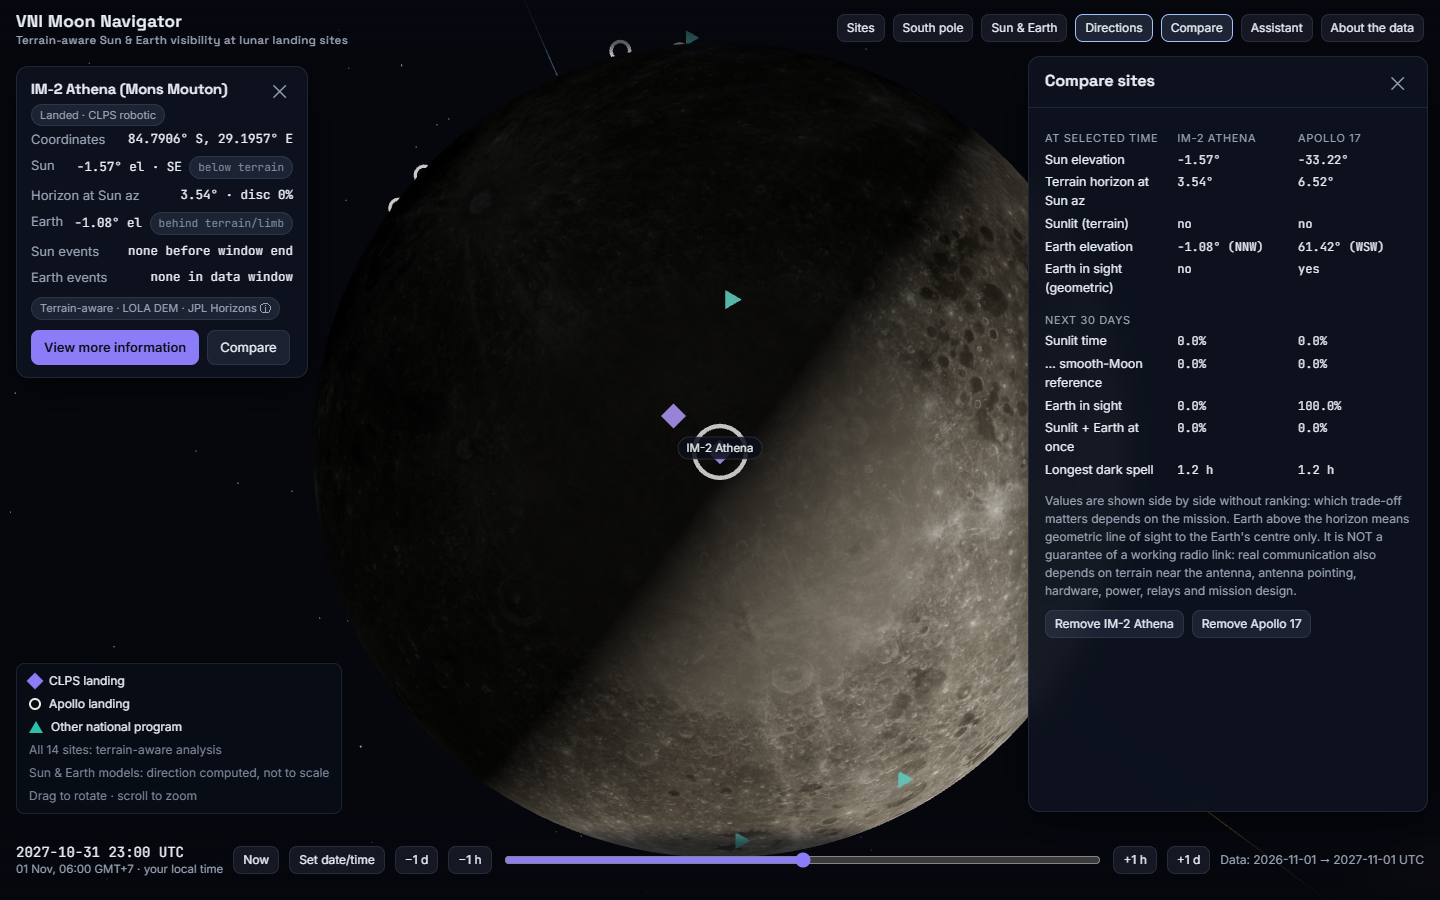 VNI Moon Navigator
Terrain-aware Sun & Earth visibility at lunar landing sites
Sites
South pole
Sun & Earth
Directions
Compare
Assistant
About the data
IM-2 Athena (Mons Mouton)
Landed · CLPS robotic
Coordinates 84.7906° S, 29.1957° E
Sun -1.57° el · SE below terrain
Horizon at Sun az 3.54° · disc 0%
Earth -1.08° el behind terrain/limb
Sun events none before window end
Earth events none in data window
Terrain-aware · LOLA DEM · JPL Horizons ⓘ
View more information
Compare
IM-2 Athena
Compare sites
AT SELECTED TIME IM-2 ATHENA APOLLO 17
Sun elevation -1.57° -33.22°
Terrain horizon at 3.54° 6.52°
Sun az
Sunlit (terrain) no no
Earth elevation -1.08° (NNW) 61.42° (WSW)
Earth in sight no yes
(geometric)
NEXT 30 DAYS
Sunlit time 0.0% 0.0%
... smooth-Moon 0.0% 0.0%
reference
Earth in sight 0.0% 100.0%
Sunlit + Earth at 0.0% 0.0%
once
Longest dark spell 1.2 h 1.2 h
Values are shown side by side without ranking: which trade-off
matters depends on the mission. Earth above the horizon means
geometric line of sight to the Earth's centre only. It is NOT a
guarantee of a working radio link: real communication also
depends on terrain near the antenna, antenna pointing,
hardware, power, relays and mission design.
Remove IM-2 Athena
Remove Apollo 17
CLPS landing
Apollo landing
Other national program
All 14 sites: terrain-aware analysis
Sun & Earth models: direction computed, not to scale
Drag to rotate · scroll to zoom
2027-10-31 23:00 UTC
01 Nov, 06:00 GMT+7 · your local time
Now
Set date/time
−1 d
−1 h
+1 h
+1 d
Data: 2026-11-01 → 2027-11-01 UTC